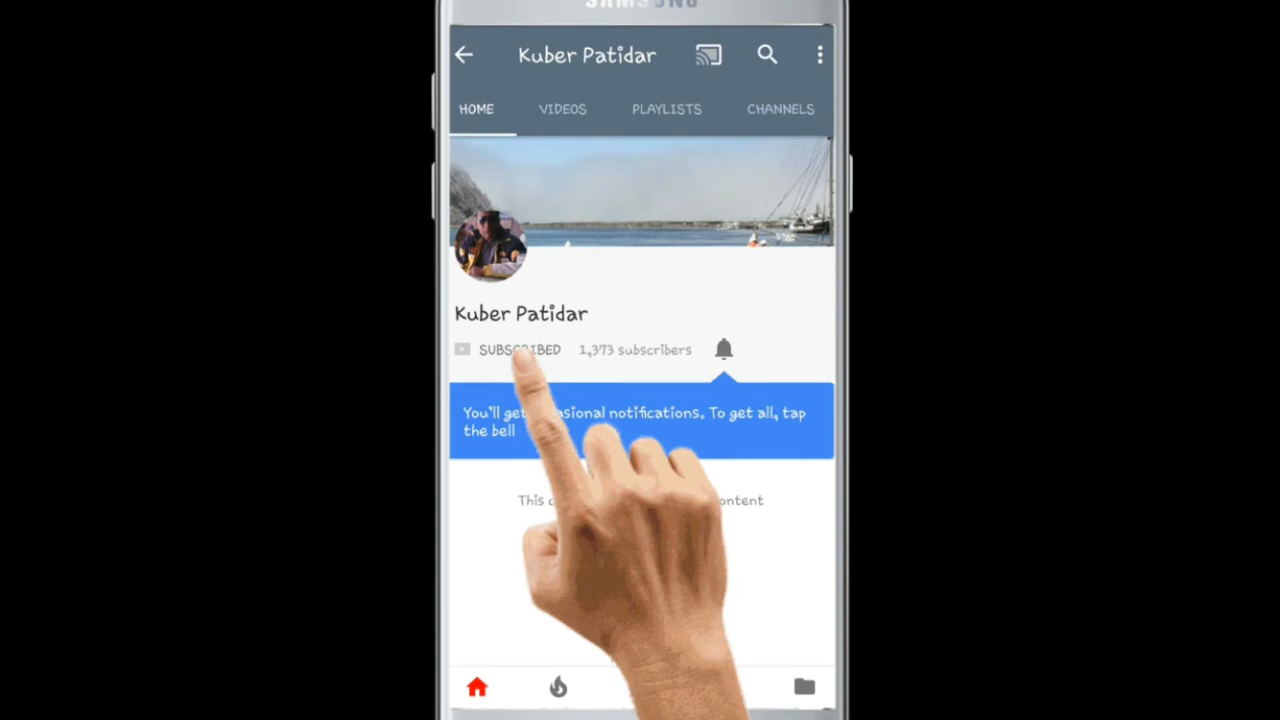 SAMSUNG
Kuber Patidar
HOME VIDEOS PLAYLISTS CHANNELS
Kuber Patidar
SUBSCRIBED 1,373 subscribers
You'll get notifications. To get all, tap
the bell
This